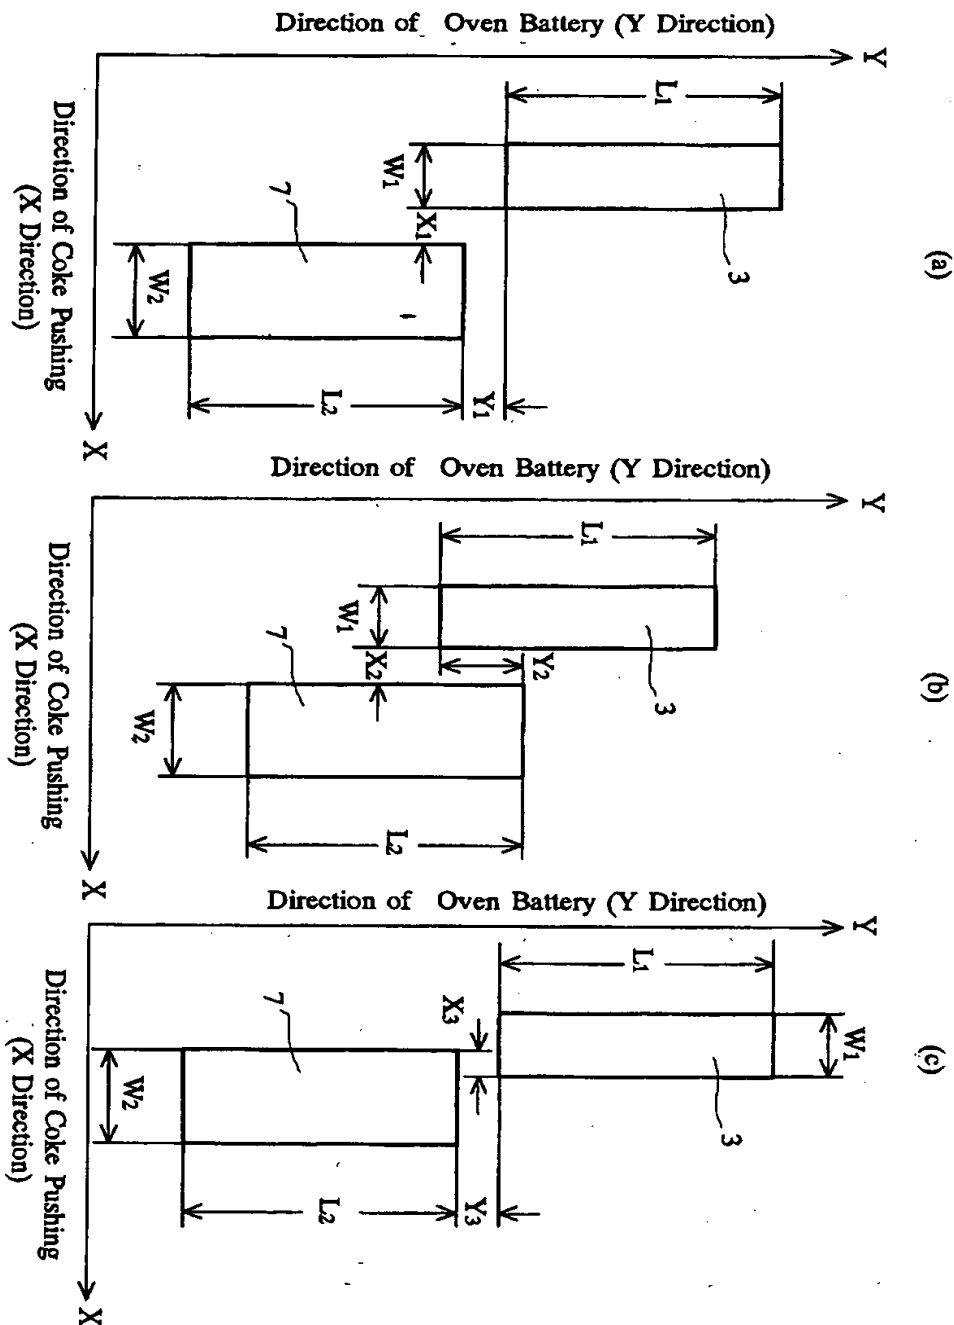 (a)
Direction of Oven Battery (Y Direction)
Y
L1
W1
X1
3
7
W2
L2
Y1
X
Direction of Coke Pushing
(X Direction)
(b)
Direction of Oven Battery (Y Direction)
Y
L1
W1
X2
Y2
3
7
W2
L2
X
Direction of Coke Pushing
(X Direction)
(c)
Direction of Oven Battery (Y Direction)
Y
L1
W1
X3
3
7
W2
L2
Y3
X
Direction of Coke Pushing
(X Direction)